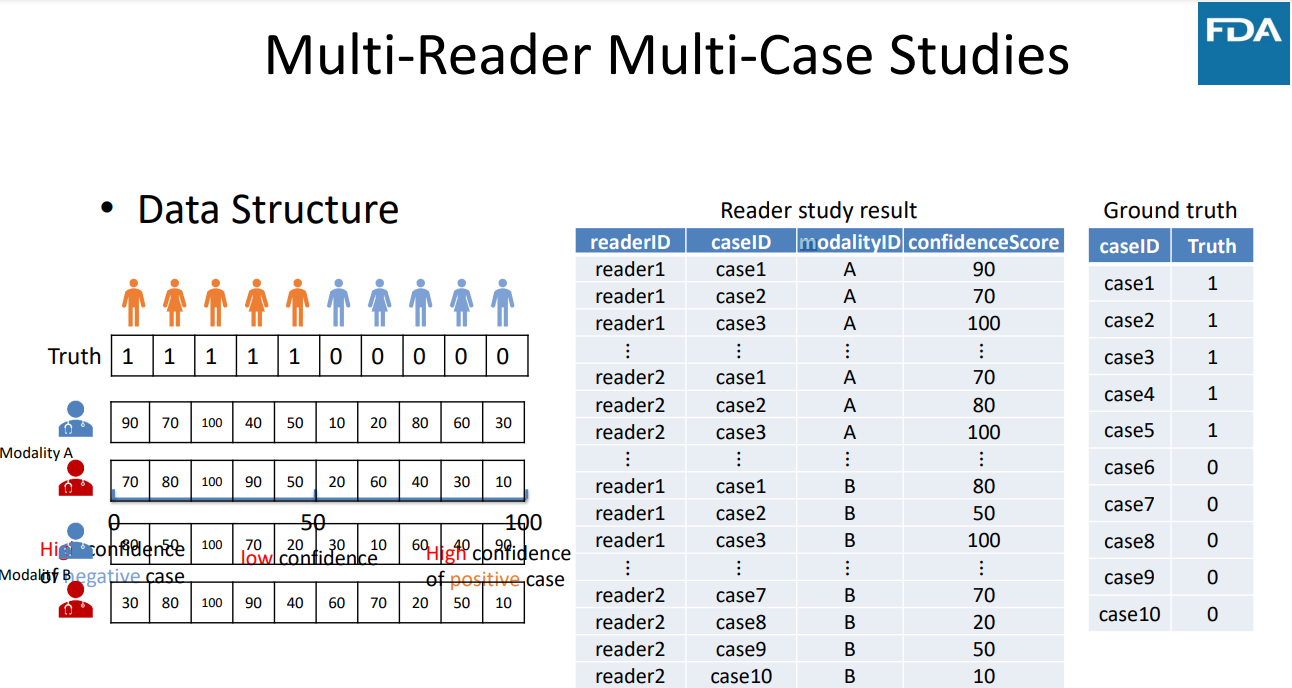 FDA
Multi-Reader Multi-Case Studies
• Data Structure
Truth 1 1 1 1 1 0 0 0 0 0
90 70 100 40 50 10 20 80 60 30
Modality A
70 80 100 90 50 20 60 40 30 10
0 50 100
80 50 100 70 20 30 10 60 40 90
High confidence
of negative case
low confidence
High confidence
of positive case
Modality B
30 80 100 90 40 60 70 20 50 10
Reader study result
readerID caseID modalityID confidenceScore
reader1 case1 A 90
reader1 case2 A 70
reader1 case3 A 100
⋮ ⋮ ⋮ ⋮
reader2 case1 A 70
reader2 case2 A 80
reader2 case3 A 100
⋮ ⋮ ⋮ ⋮
reader1 case1 B 80
reader1 case2 B 50
reader1 case3 B 100
⋮ ⋮ ⋮ ⋮
reader2 case7 B 70
reader2 case8 B 20
reader2 case9 B 50
reader2 case10 B 10
Ground truth
caseID Truth
case1 1
case2 1
case3 1
case4 1
case5 1
case6 0
case7 0
case8 0
case9 0
case10 0